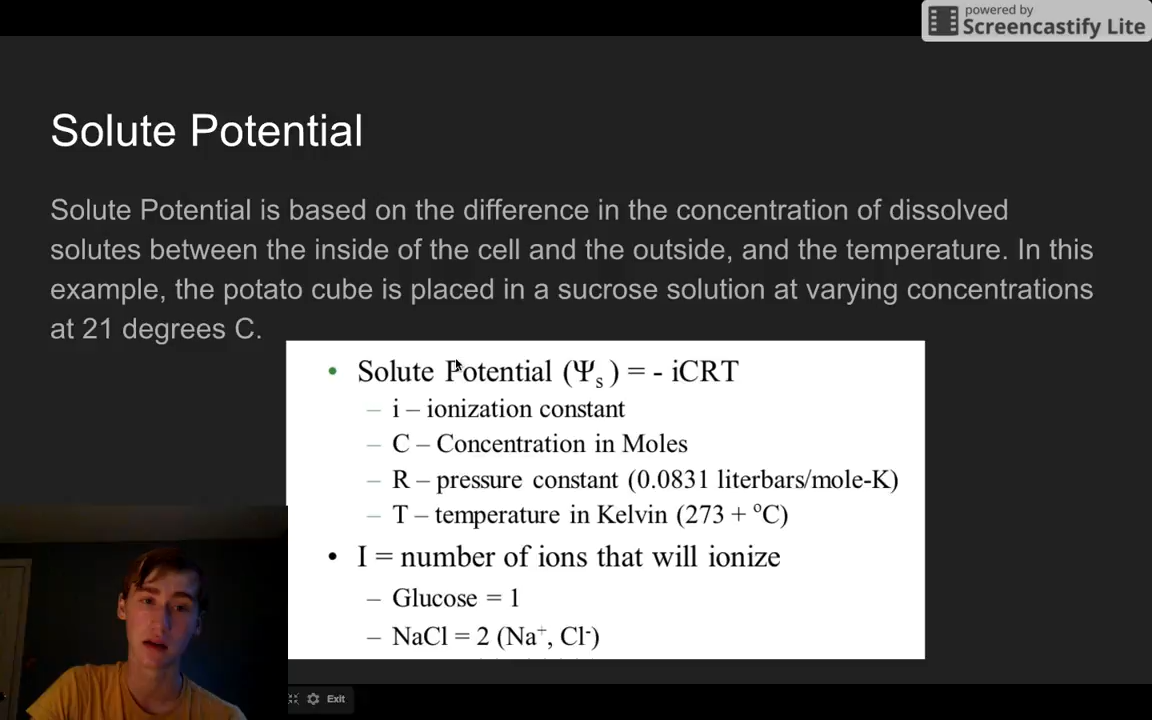 powered by
Screencastify Lite
Solute Potential
Solute Potential is based on the difference in the concentration of dissolved
solutes between the inside of the cell and the outside, and the temperature. In this
example, the potato cube is placed in a sucrose solution at varying concentrations
at 21 degrees C.
• Solute Potential (Ψₛ ) = - iCRT
– i – ionization constant
– C – Concentration in Moles
– R – pressure constant (0.0831 literbars/mole-K)
– T – temperature in Kelvin (273 + ºC)
• I = number of ions that will ionize
– Glucose = 1
– NaCl = 2 (Na⁺, Cl⁻)
Exit